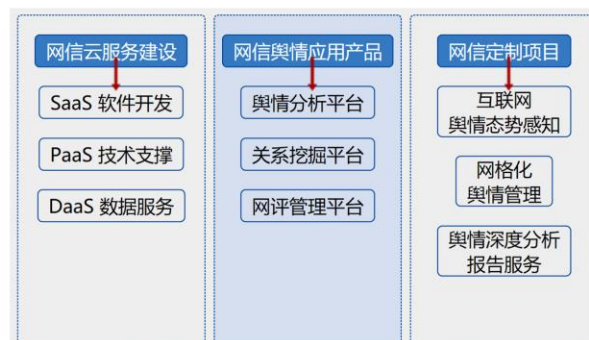 网信云服务建设
SaaS 软件开发
PaaS 技术支撑
DaaS 数据服务
网信舆情应用产品
舆情分析平台
关系挖掘平台
网评管理平台
网信定制项目
互联网
舆情态势感知
网格化
舆情管理
舆情深度分析
报告服务